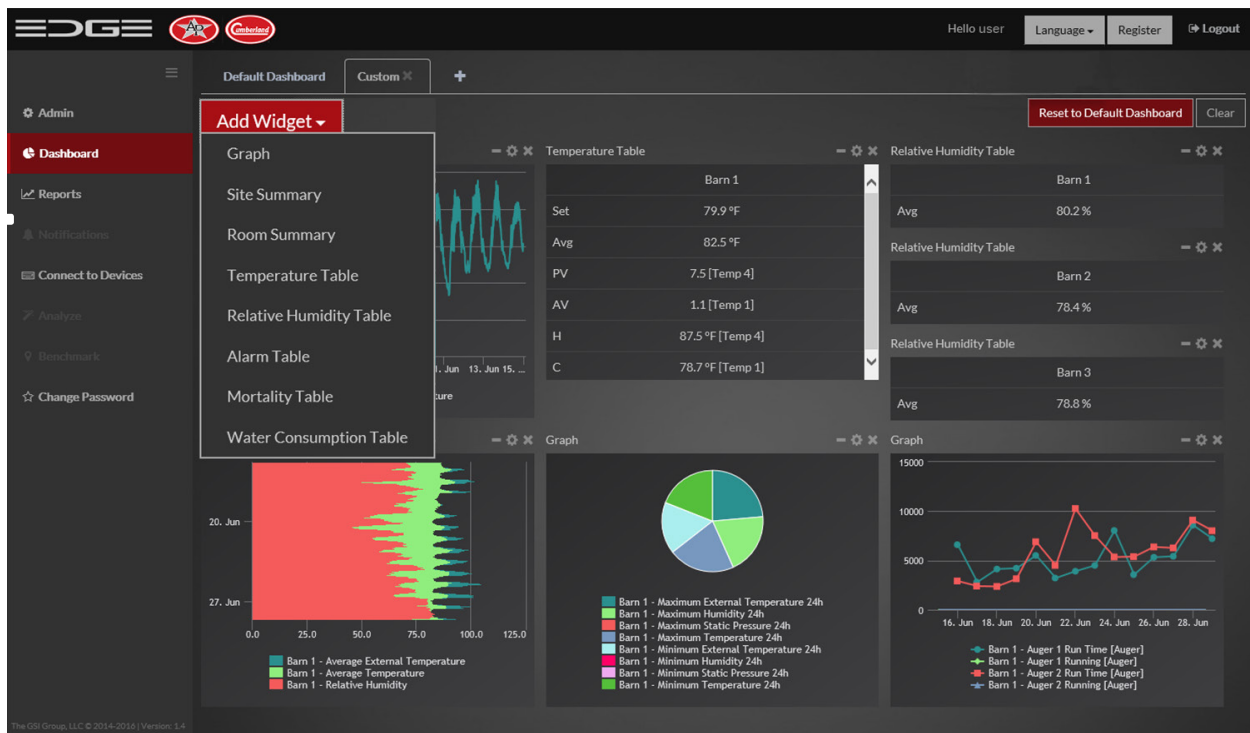 EDGE AP Cumberland Hello user Language Register Logout
Default Dashboard Custom
Admin
Dashboard
Reports
Notifications
Connect to Devices
Analyze
Benchmark
Change Password
Add Widget
Reset to Default Dashboard Clear
Graph
Site Summary
Room Summary
Temperature Table
Relative Humidity Table
Alarm Table
Mortality Table
Water Consumption Table
13. Jun 15. ...
Temperature Table
Barn 1
Set 79.9 °F
Avg 82.5 °F
PV 7.5 [Temp 4]
AV 1.1 [Temp 1]
H 87.5 °F [Temp 4]
C 78.7 °F [Temp 1]
Relative Humidity Table
Barn 1
Avg 80.2 %
Relative Humidity Table
Barn 2
Avg 78.4 %
Relative Humidity Table
Barn 3
Avg 78.8 %
20. Jun
27. Jun
0.0 25.0 50.0 75.0 100.0 125.0
Barn 1 - Average External Temperature
Barn 1 - Average Temperature
Barn 1 - Relative Humidity
Graph
Barn 1 - Maximum External Temperature 24h
Barn 1 - Maximum Humidity 24h
Barn 1 - Maximum Static Pressure 24h
Barn 1 - Maximum Temperature 24h
Barn 1 - Minimum External Temperature 24h
Barn 1 - Minimum Humidity 24h
Barn 1 - Minimum Static Pressure 24h
Barn 1 - Minimum Temperature 24h
Graph
15000
10000
5000
0
16. Jun 18. Jun 20. Jun 22. Jun 24. Jun 26. Jun 28. Jun
Barn 1 - Auger 1 Run Time [Auger]
Barn 1 - Auger 1 Running [Auger]
Barn 1 - Auger 2 Run Time [Auger]
Barn 1 - Auger 2 Running [Auger]
The GSI Group, LLC © 2014-2016 | Version: 1.4